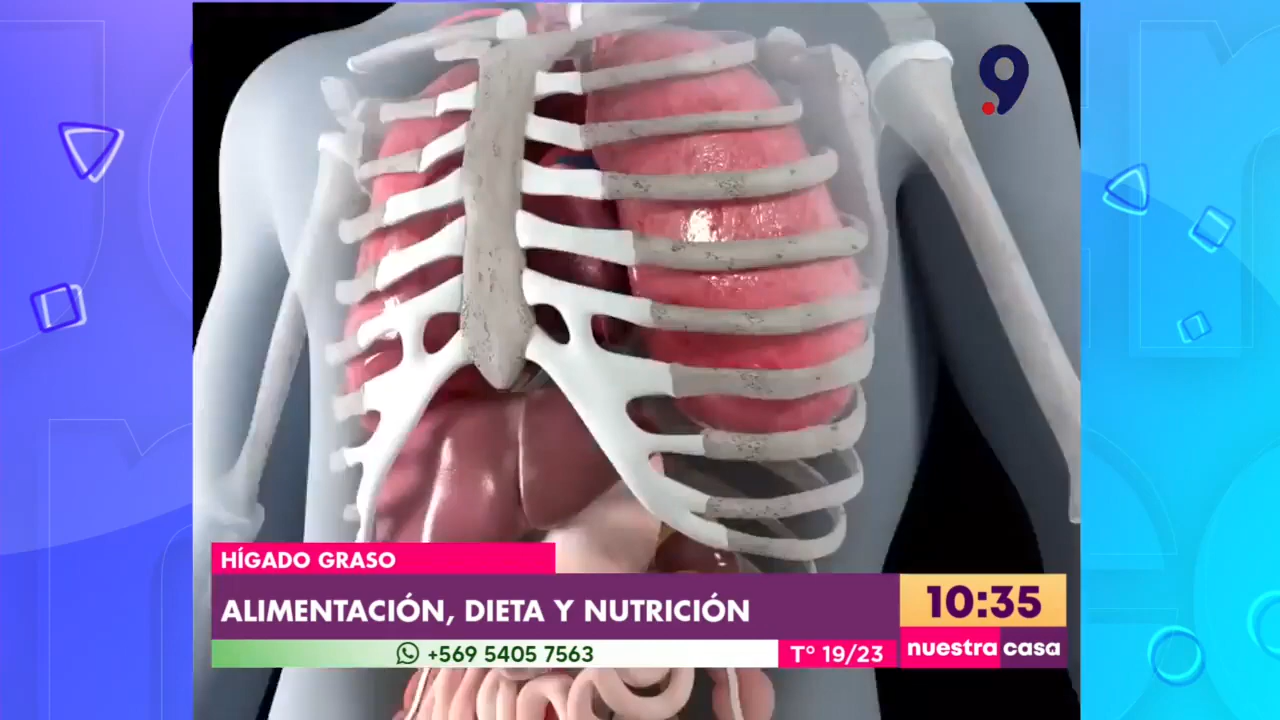 9
HÍGADO GRASO
ALIMENTACIÓN, DIETA Y NUTRICIÓN
10:35
+569 5405 7563
T° 19/23
nuestra casa